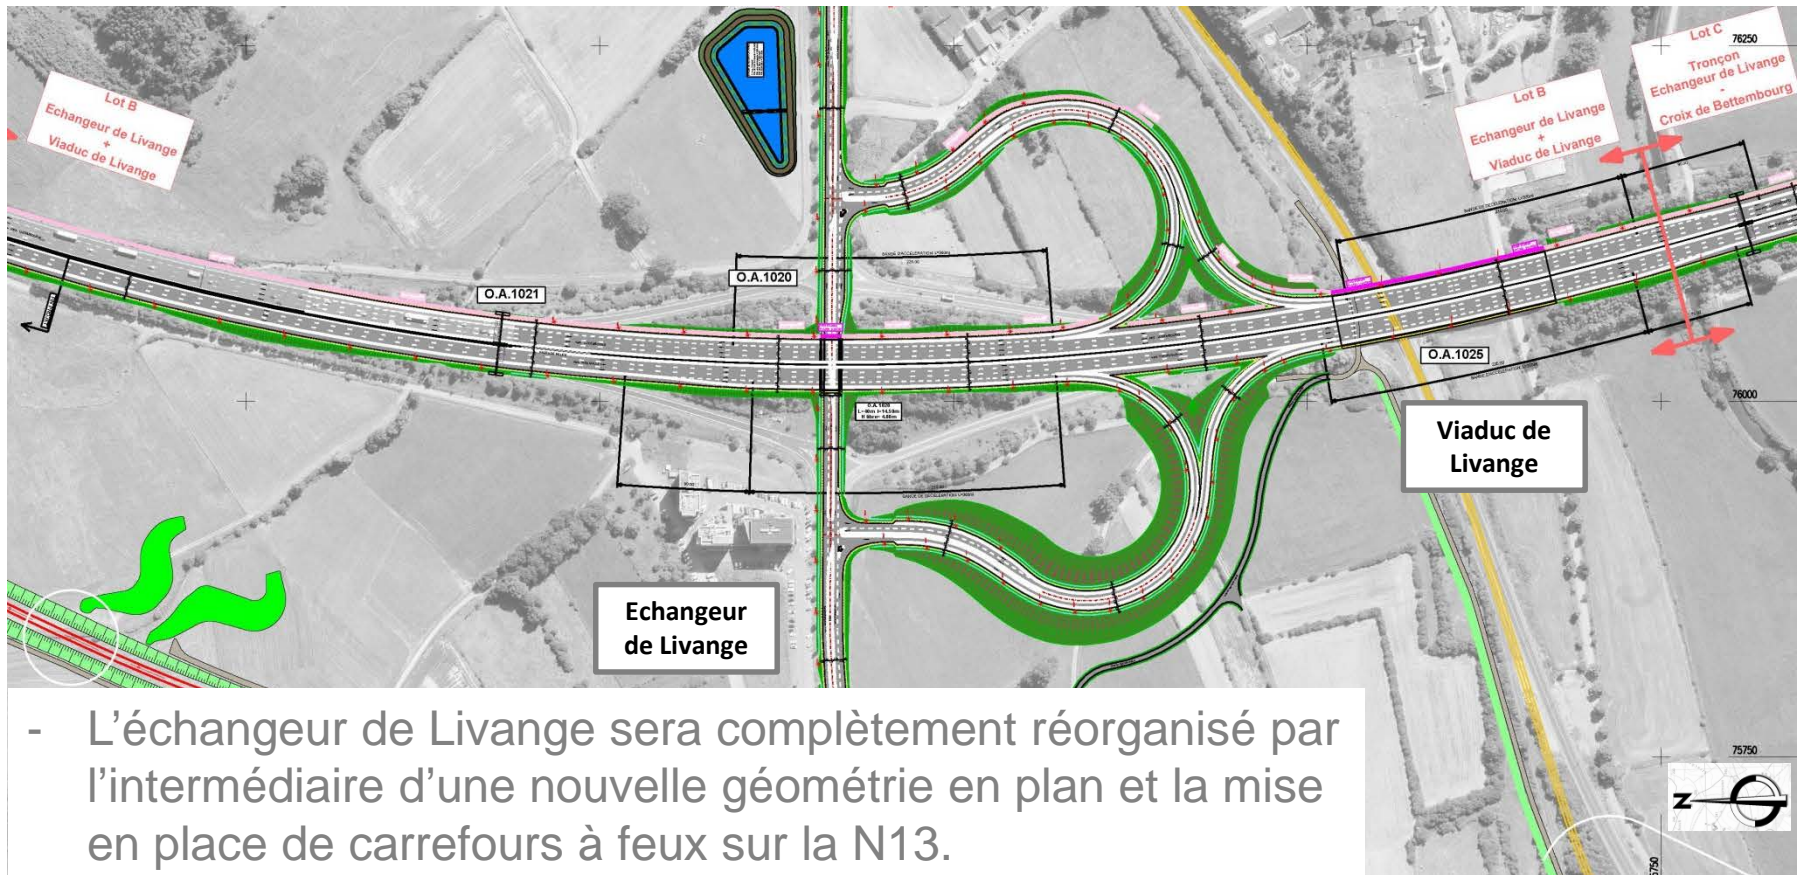 Lot B
Echangeur de Livange
+
Viaduc de Livange
Lot B
Echangeur de Livange
+
Viaduc de Livange
Lot C
Tronçon
Echangeur de Livange
-
Croix de Bettembourg
76250
O.A.1021
O.A.1020
O.A.1025
76000
Viaduc de
Livange
Echangeur
de Livange
75750
Z
- L’échangeur de Livange sera complètement réorganisé par
l’intermédiaire d’une nouvelle géométrie en plan et la mise
en place de carrefours à feux sur la N13.